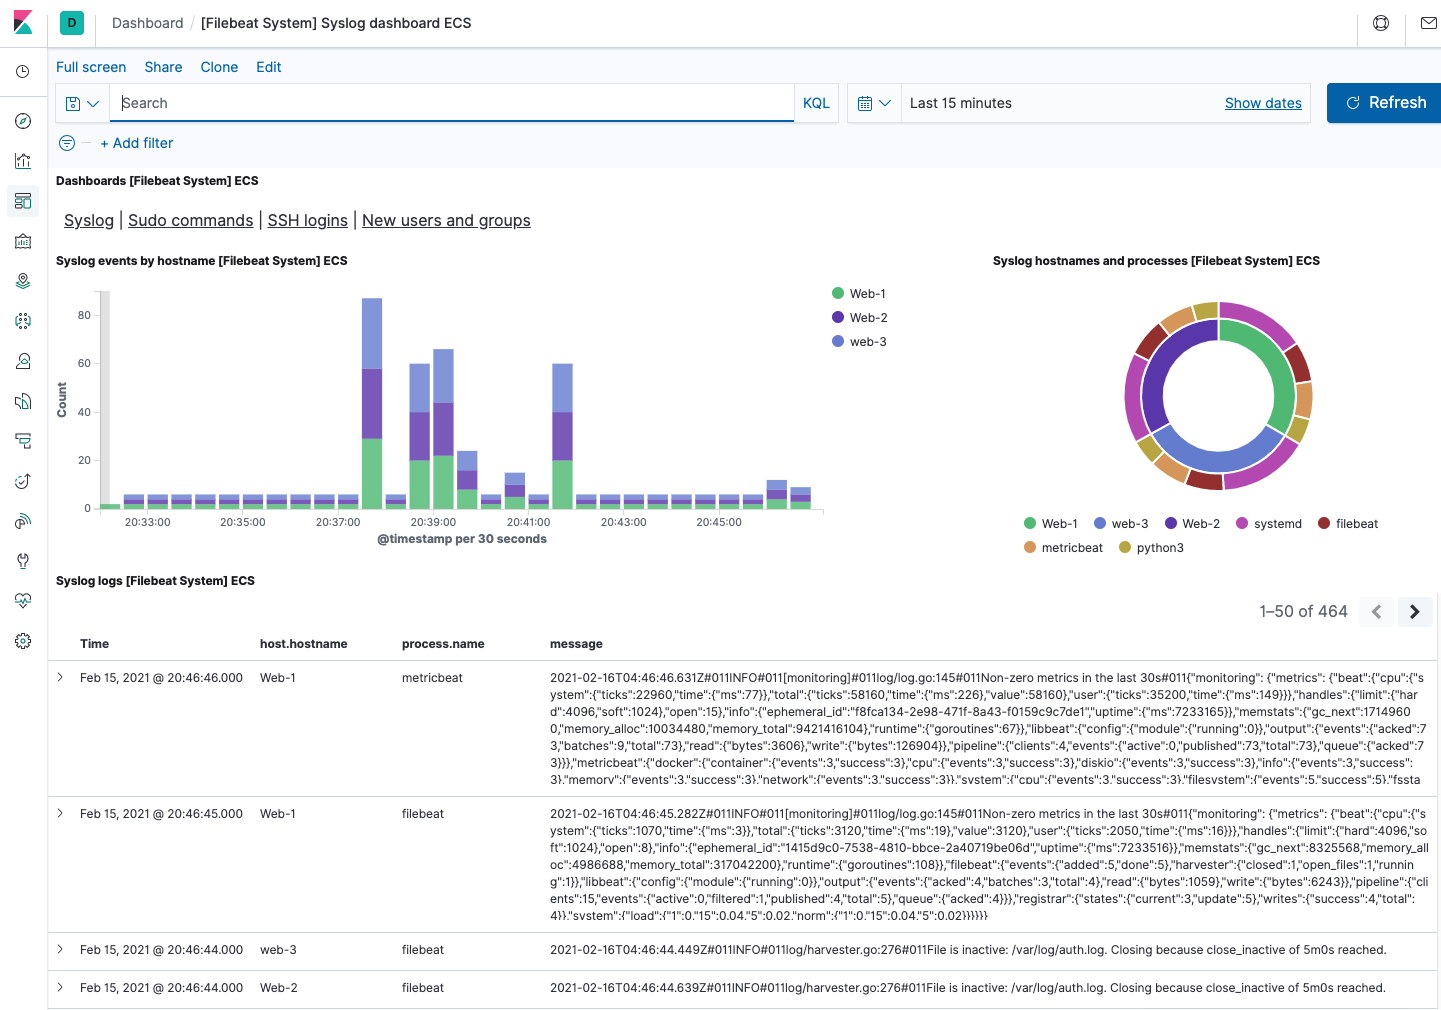 D Dashboard / [Filebeat System] Syslog dashboard ECS
Full screen Share Clone Edit
Search KQL Last 15 minutes Show dates Refresh
+ Add filter
Dashboards [Filebeat System] ECS
Syslog | Sudo commands | SSH logins | New users and groups
Syslog events by hostname [Filebeat System] ECS
80
60
40
20
0
Count
20:33:00 20:35:00 20:37:00 20:39:00 20:41:00 20:43:00 20:45:00
@timestamp per 30 seconds
Web-1
Web-2
web-3
Syslog hostnames and processes [Filebeat System] ECS
Web-1 web-3 Web-2 systemd filebeat
metricbeat python3
Syslog logs [Filebeat System] ECS
1–50 of 464
Time host.hostname process.name message
Feb 15, 2021 @ 20:46:46.000 Web-1 metricbeat 2021-02-16T04:46:46.631Z#011INFO#011[monitoring]#011log/log.go:145#011Non-zero metrics in the last 30s#011{"monitoring": {"metrics": {"beat":{"cpu":{"s
ystem":{"ticks":22960,"time":{"ms":77}},"total":{"ticks":58160,"time":{"ms":226},"value":58160},"user":{"ticks":35200,"time":{"ms":149}}},"handles":{"limit":{"har
d":4096,"soft":1024},"open":15},"info":{"ephemeral_id":"f8fca134-2e98-471f-8a43-f0159c9c7de1","uptime":{"ms":7233165}},"memstats":{"gc_next":1714960
0,"memory_alloc":10034480,"memory_total":9421416104},"runtime":{"goroutines":67}},"libbeat":{"config":{"module":{"running":0}},"output":{"events":{"acked":7
3,"batches":9,"total":73},"read":{"bytes":3606},"write":{"bytes":126904}},"pipeline":{"clients":4,"events":{"active":0,"published":73,"total":73},"queue":{"acked":7
3}}},"metricbeat":{"docker":{"container":{"events":3,"success":3},"cpu":{"events":3,"success":3},"diskio":{"events":3,"success":3},"info":{"events":3,"success":
3},"memory":{"events":3,"success":3},"network":{"events":3,"success":3}},"system":{"cpu":{"events":3,"success":3},"filesystem":{"events":5,"success":5},"fssta
Feb 15, 2021 @ 20:46:45.000 Web-1 filebeat 2021-02-16T04:46:45.282Z#011INFO#011[monitoring]#011log/log.go:145#011Non-zero metrics in the last 30s#011{"monitoring": {"metrics": {"beat":{"cpu":{"s
ystem":{"ticks":1070,"time":{"ms":3}},"total":{"ticks":3120,"time":{"ms":19},"value":3120},"user":{"ticks":2050,"time":{"ms":16}}},"handles":{"limit":{"hard":4096,"so
ft":1024},"open":8},"info":{"ephemeral_id":"1415d9c0-7538-4810-bbce-2a40719be06d","uptime":{"ms":7233516}},"memstats":{"gc_next":8325568,"memory_all
oc":4986688,"memory_total":317042200},"runtime":{"goroutines":108}},"filebeat":{"events":{"added":5,"done":5},"harvester":{"closed":1,"open_files":1,"runnin
g":1}},"libbeat":{"config":{"module":{"running":0}},"output":{"events":{"acked":4,"batches":3,"total":4},"read":{"bytes":1059},"write":{"bytes":6243}},"pipeline":{"cli
ents":15,"events":{"active":0,"filtered":1,"published":4,"total":5},"queue":{"acked":4}}},"registrar":{"states":{"current":3,"update":5},"writes":{"success":4,"total":
4}},"system":{"load":{"1":0,"15":0.04,"5":0.02,"norm":{"1":0,"15":0.04,"5":0.02}}}}}}
Feb 15, 2021 @ 20:46:44.000 web-3 filebeat 2021-02-16T04:46:44.449Z#011INFO#011log/harvester.go:276#011File is inactive: /var/log/auth.log. Closing because close_inactive of 5m0s reached.
Feb 15, 2021 @ 20:46:44.000 Web-2 filebeat 2021-02-16T04:46:44.639Z#011INFO#011log/harvester.go:276#011File is inactive: /var/log/auth.log. Closing because close_inactive of 5m0s reached.